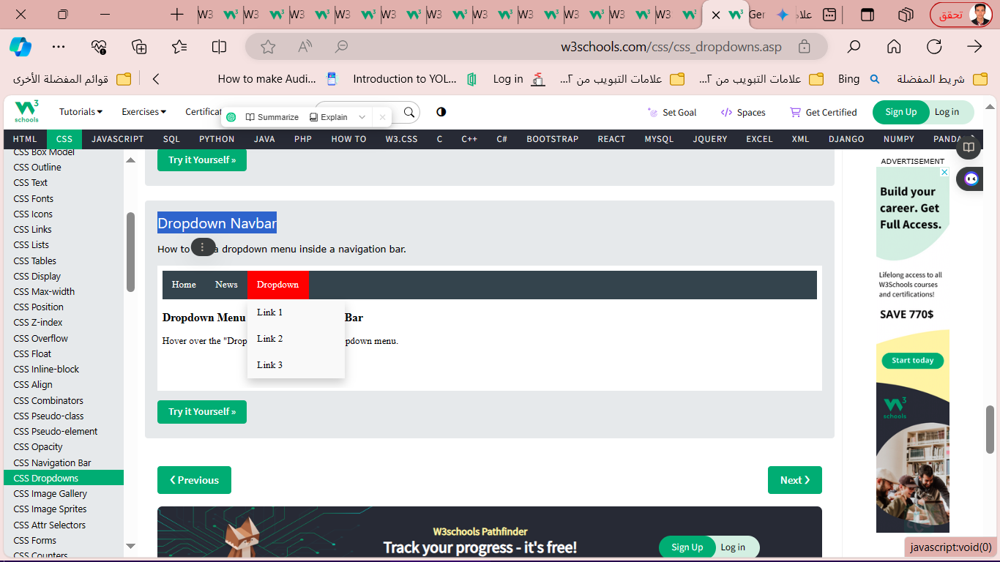 W3 W3 W3 W3 W3 W3 W3 W3 W3 W3 W3 Ger علا تحقق
w3schools.com/css/css_dropdowns.asp
قوائم المفضلة الأخرى
How to make Audi...
Introduction to YOL...
Log in
علامات التبويب من ٢...
علامات التبويب من ٢...
Bing
شريط المفضلة
W3 schools
Tutorials
Exercises
Certificat
Summarize
Explain
Set Goal
Spaces
Get Certified
Sign Up
Log in
HTML CSS JAVASCRIPT SQL PYTHON JAVA PHP HOW TO W3.CSS C C++ C# BOOTSTRAP REACT MYSQL JQUERY EXCEL XML DJANGO NUMPY PANDA
CSS Box Model
CSS Outline
CSS Text
CSS Fonts
CSS Icons
CSS Links
CSS Lists
CSS Tables
CSS Display
CSS Max-width
CSS Position
CSS Z-index
CSS Overflow
CSS Float
CSS Inline-block
CSS Align
CSS Combinators
CSS Pseudo-class
CSS Pseudo-element
CSS Opacity
CSS Navigation Bar
CSS Dropdowns
CSS Image Gallery
CSS Image Sprites
CSS Attr Selectors
CSS Forms
CSS Counters
Try it Yourself »
Dropdown Navbar
How to a dropdown menu inside a navigation bar.
Home News Dropdown
Link 1
Dropdown Menu Bar
Link 2
Hover over the "Drop pdown menu.
Link 3
Try it Yourself »
❮ Previous
Next ❯
W3schools Pathfinder
Track your progress - it's free!
Sign Up
Log in
ADVERTISEMENT
Build your
career. Get
Full Access.
Lifelong access to all
W3Schools courses
and certifications!
SAVE 770$
Start today
W3 schools
javascript:void(0)